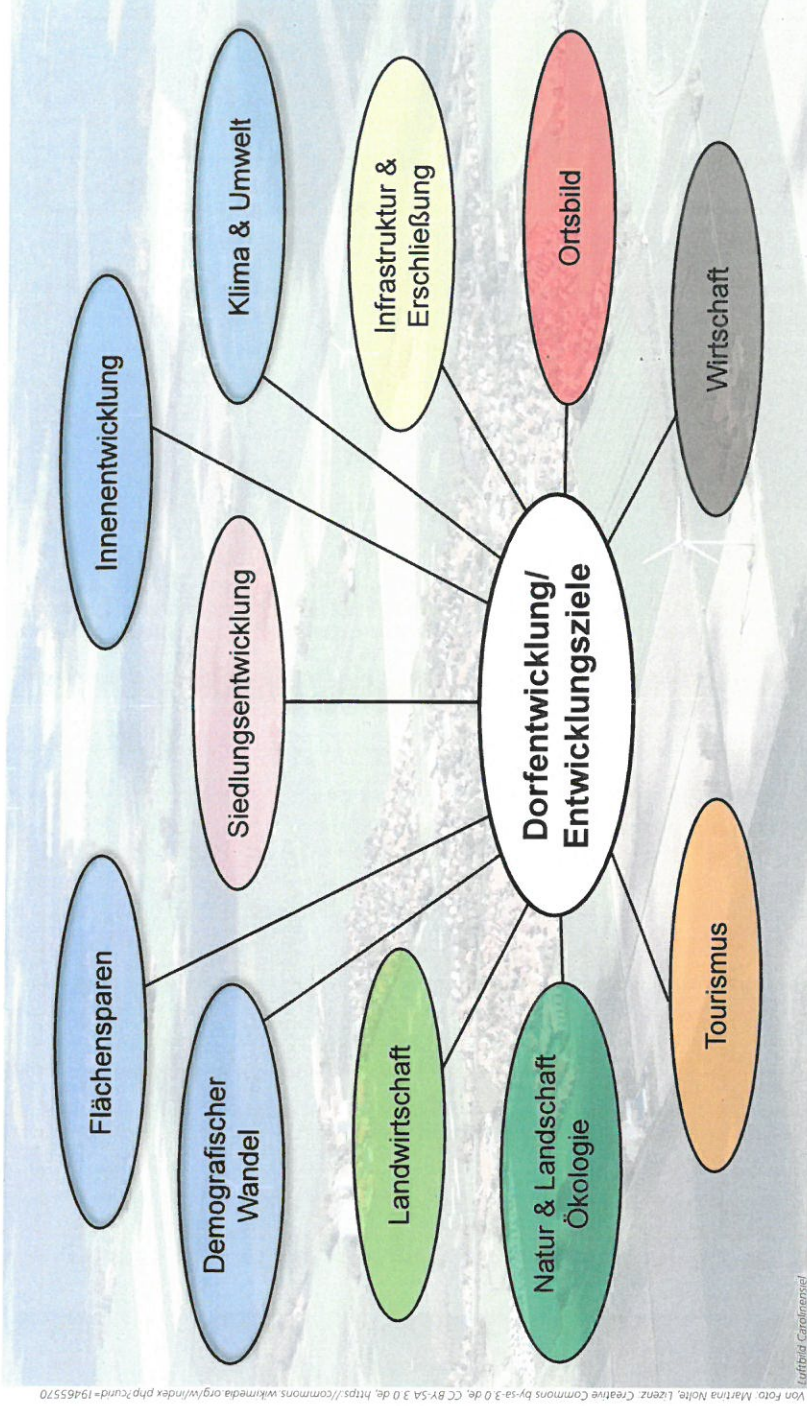 Flächensparen
Innenentwicklung
Demografischer
Wandel
Siedlungsentwicklung
Klima & Umwelt
Landwirtschaft
Infrastruktur &
Erschließung
Natur & Landschaft
Ökologie
Dorfentwicklung/
Entwicklungsziele
Ortsbild
Tourismus
Wirtschaft
Luftbild Carolinensiel
Von Foto: Martina Nolte, Lizenz: Creative Commons by-sa-3.0 de, CC BY-SA 3.0 de, https://commons.wikimedia.org/w/index.php?curid=19465570